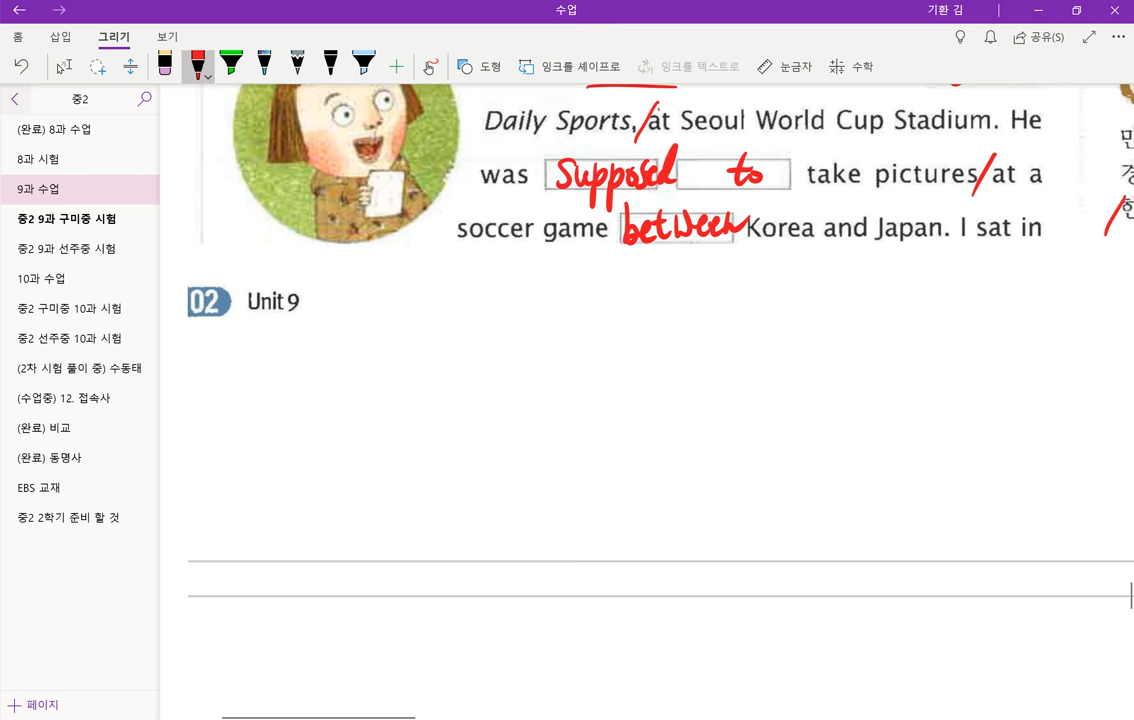 수업
기환 김
홈 삽입 그리기 보기
공유(S)
도형 잉크를 셰이프로 잉크를 텍스트로 눈금자 수학
중2
(완료) 8과 수업
8과 시험
9과 수업
중2 9과 구미중 시험
중2 9과 선주중 시험
10과 수업
중2 구미중 10과 시험
중2 선주중 10과 시험
(2차 시험 풀이 중) 수동태
(수업중) 12. 접속사
(완료) 비교
(완료) 동명사
EBS 교재
중2 2학기 준비 할 것
페이지
Daily Sports, at Seoul World Cup Stadium. He
was supposed to take pictures at a
soccer game between Korea and Japan. I sat in
02 Unit 9